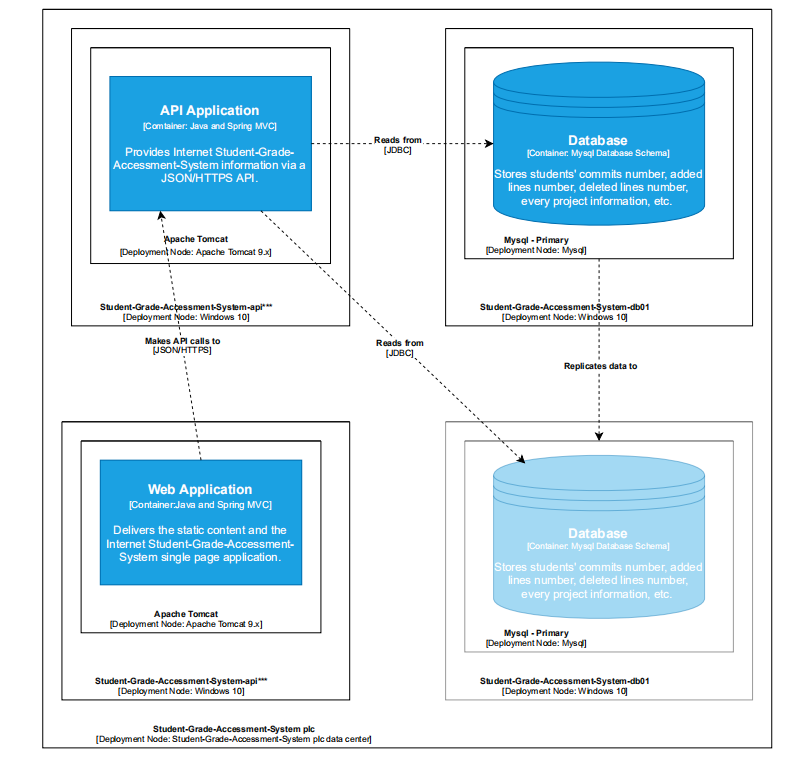 API Application
[Comtainer: Java and Spring MVC]
Provides Internet Student-Grade-
Accessment-System information via a
JSON/HTTPS API.
Apache Tomcat
[Deployment Node: Apache Tomcat 9.x]
Student-Grade-Accessment-System-api***
[Deployment Node: Windows 10]
Reads from
[JDBC]
Database
[Container: Mysql Database Schema]
Stores students' commits number, added
lines number, deleted lines number,
every project information, etc.
Mysql - Primary
[Deployment Node: Mysql]
Student-Grade-Accessment-System-db01
[Deployment Node: Windows 10]
Makes API calls to
[JSON/HTTPS]
Reads from
[JDBC]
Replicates data to
Web Application
[Container:Java and Spring MVC]
Delivers the static content and the
Internet Student-Grade-Accessment-
System single page application.
Apache Tomcat
[Deployment Node: Apache Tomcat 9.x]
Student-Grade-Accessment-System-api***
[Deployment Node: Windows 10]
Database
[Container: Mysql Database Schema]
Stores students' commits number, added
lines number, deleted lines number,
every project information, etc.
Mysql - Primary
[Deployment Node: Mysql]
Student-Grade-Accessment-System-db01
[Deployment Node: Windows 10]
Student-Grade-Accessment-System plc
[Deployment Node: Student-Grade-Accessment-System plc data center]